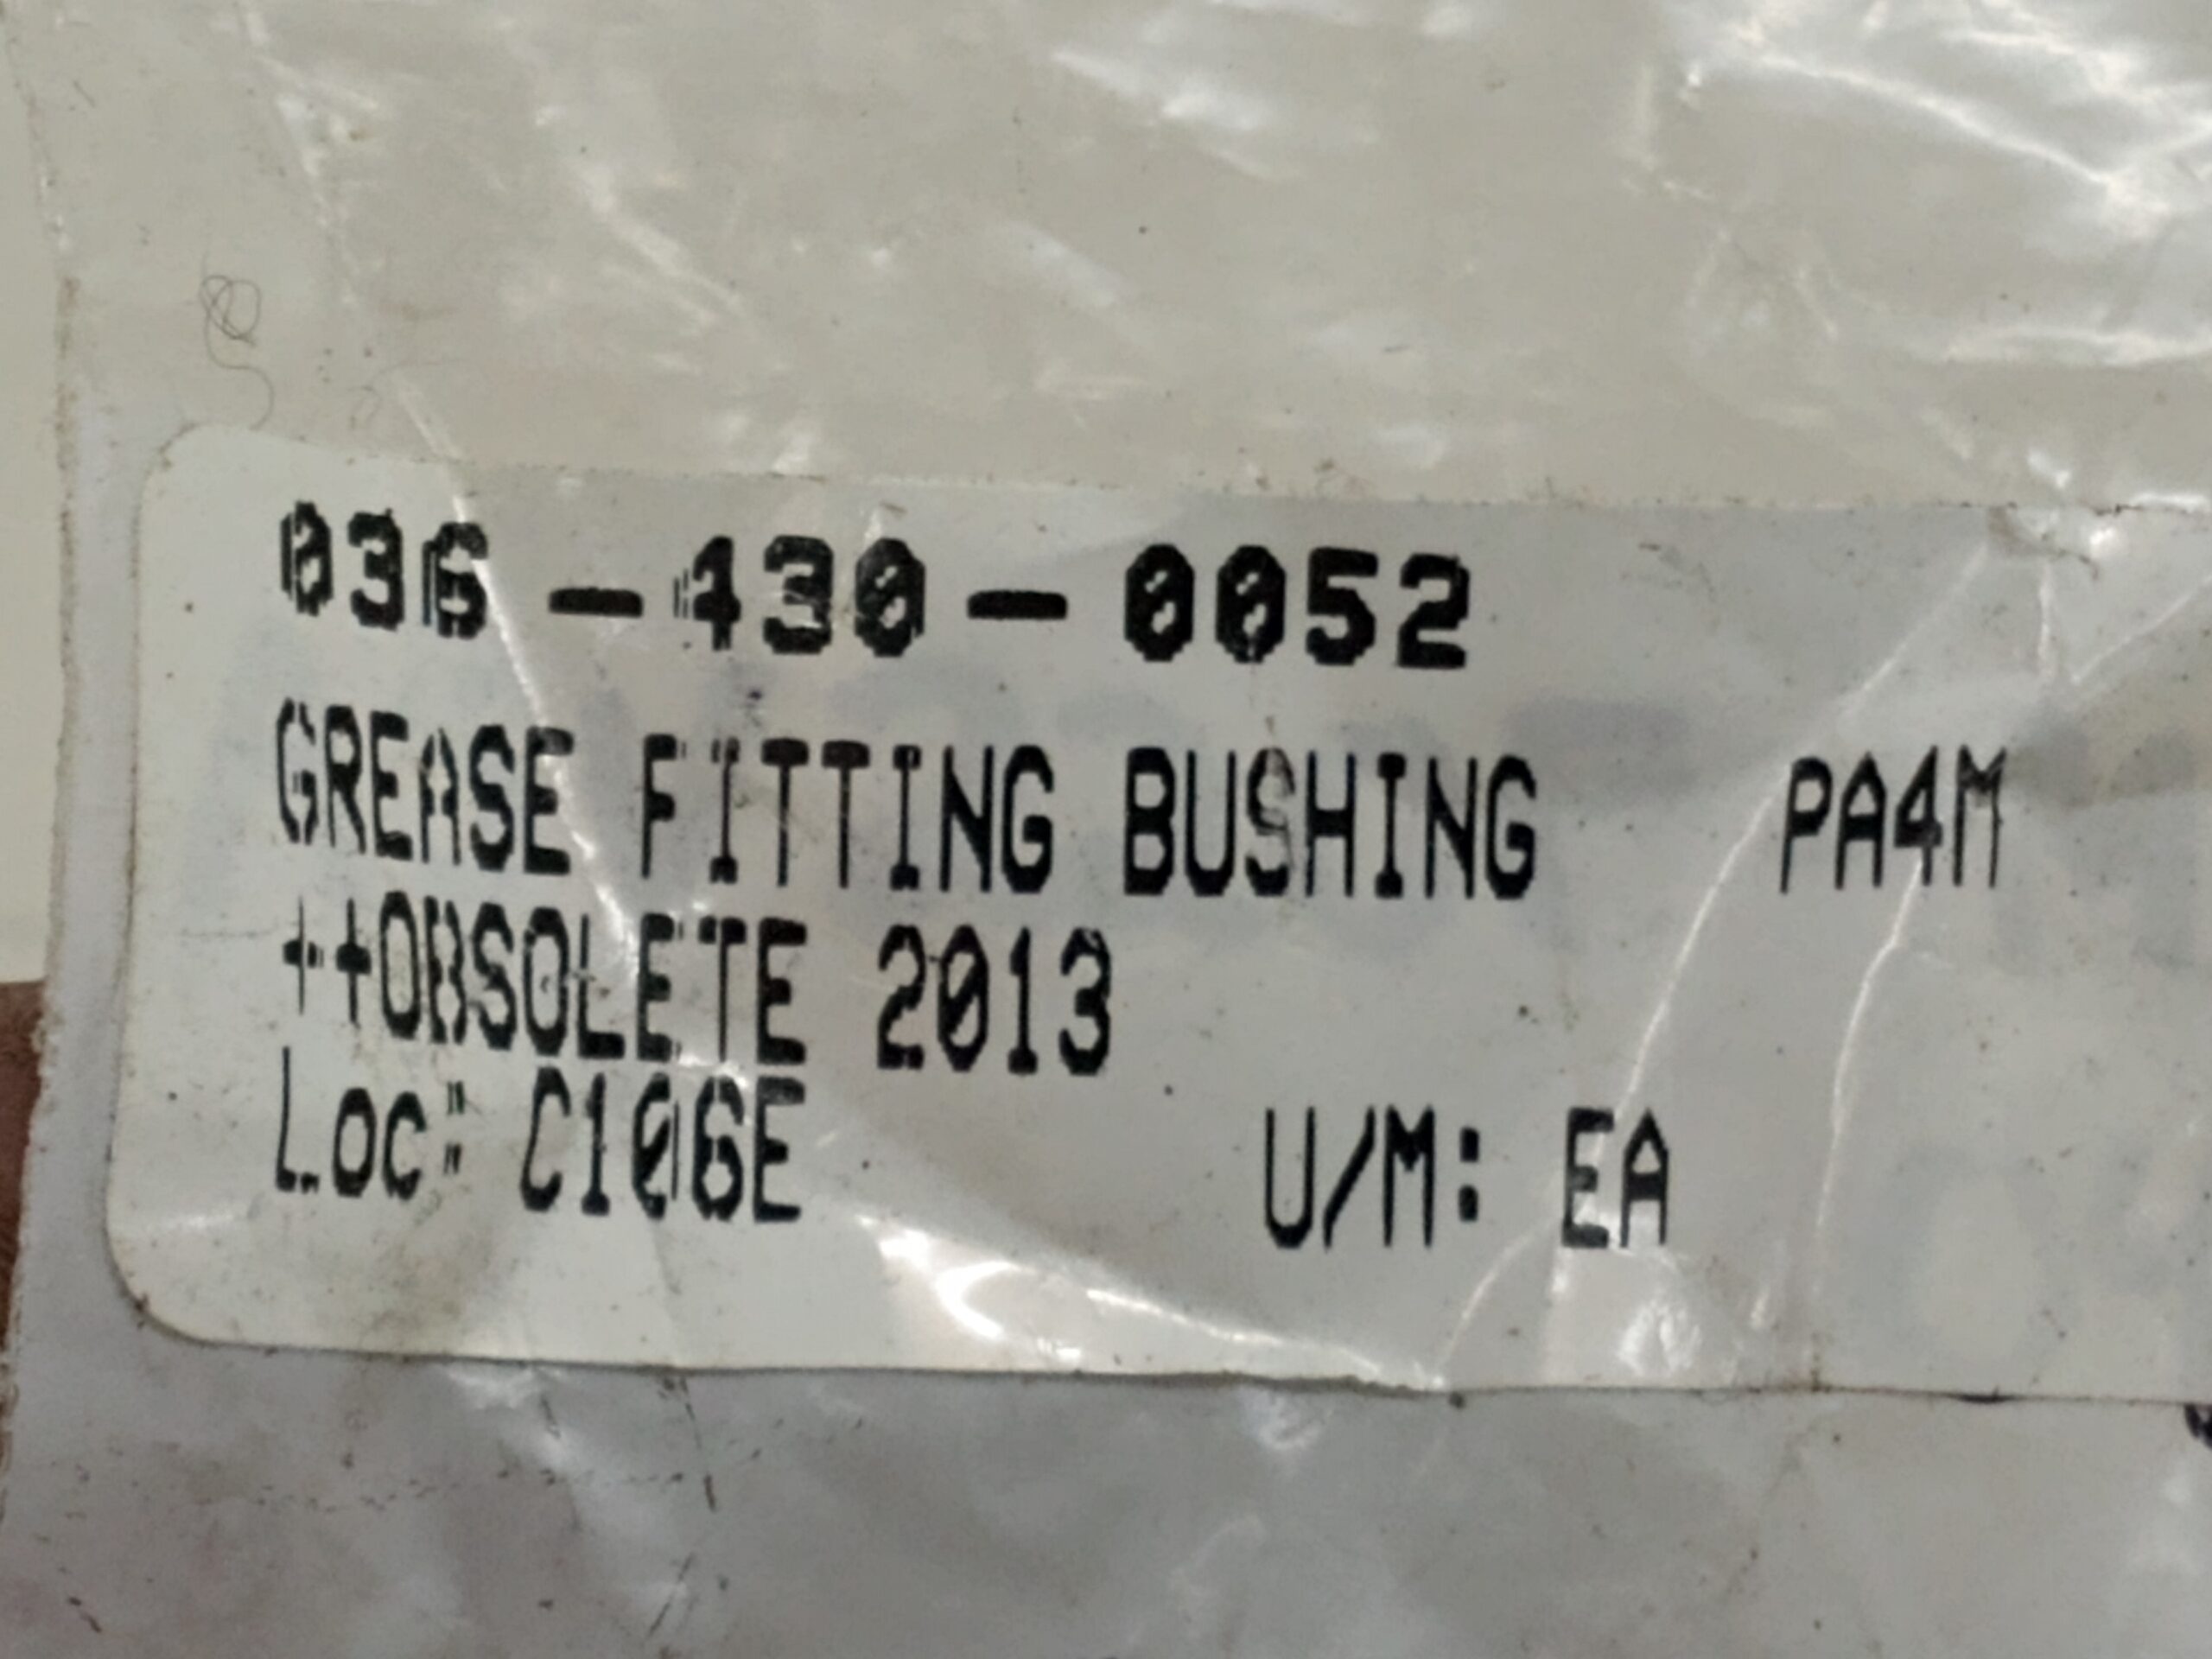 036-430-0052
GREASE FITTING BUSHING PA4M
++OBSOLETE 2013
Loc: C106E U/M: EA